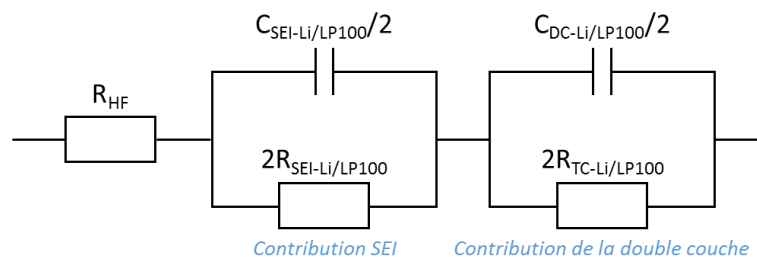 C_SEI-Li/LP100/2
C_DC-Li/LP100/2
R_HF
2R_SEI-Li/LP100
2R_TC-Li/LP100
Contribution SEI
Contribution de la double couche